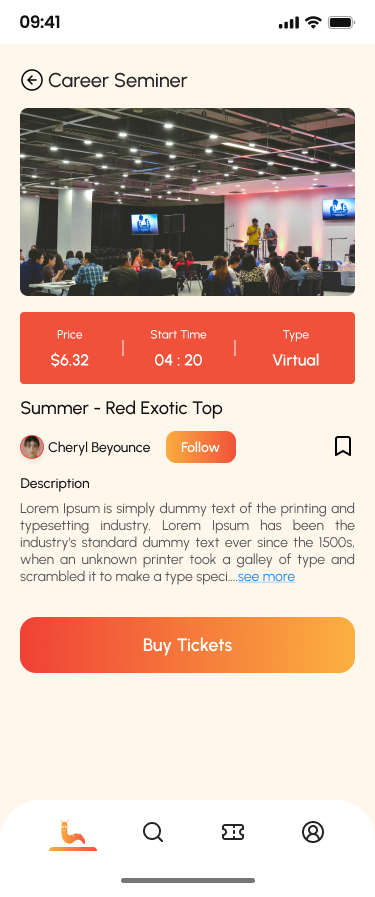 09:41
Career Seminer
Price
Start Time
Type
$6.32
04 : 20
Virtual
Summer - Red Exotic Top
Cheryl Beyounce
Follow
Description
Lorem Ipsum is simply dummy text of the printing and
typesetting industry. Lorem Ipsum has been the
industry's standard dummy text ever since the 1500s,
when an unknown printer took a galley of type and
scrambled it to make a type speci....see more
Buy Tickets